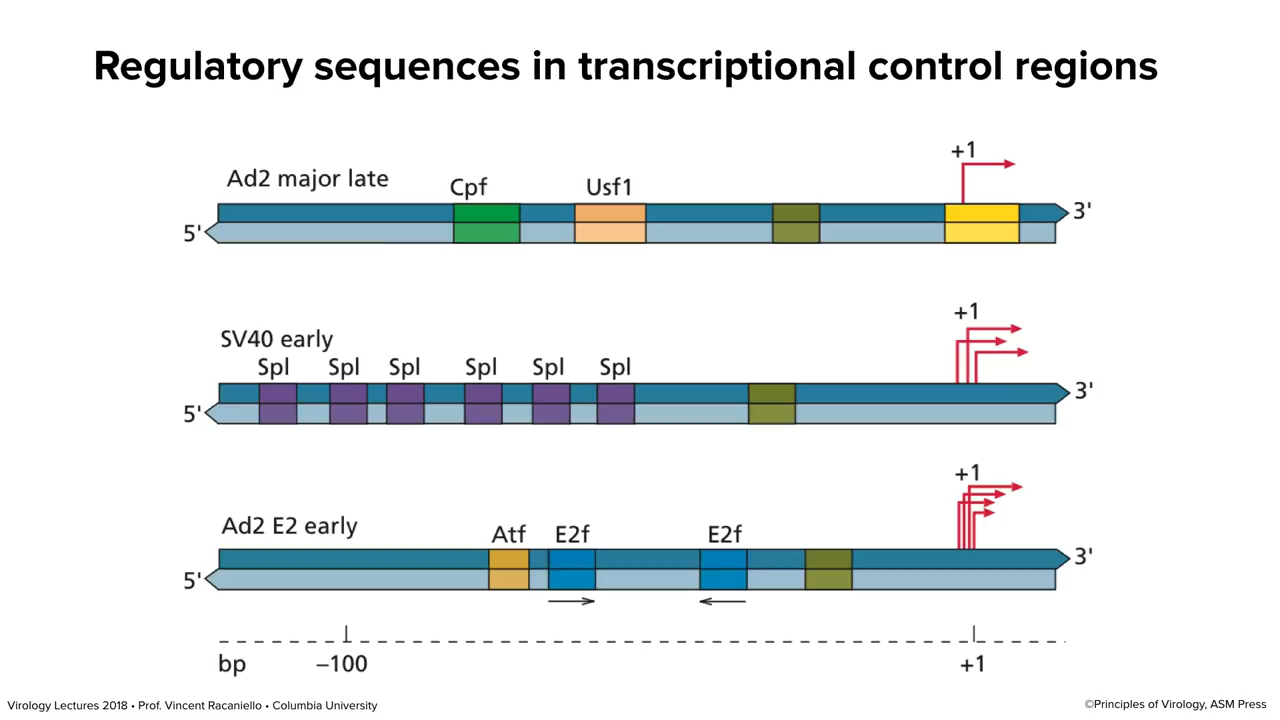 Regulatory sequences in transcriptional control regions
+1
Ad2 major late
Cpf
Usf1
3'
5'
+1
SV40 early
Spl Spl Spl Spl Spl Spl
3'
5'
+1
Ad2 E2 early
Atf E2f E2f
3'
5'
bp –100 +1
Virology Lectures 2018 • Prof. Vincent Racaniello • Columbia University
©Principles of Virology, ASM Press